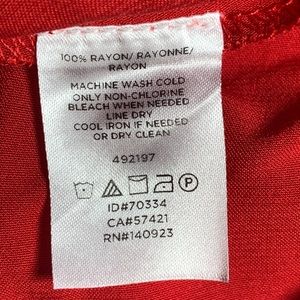 100% RAYON/ RAYONNE/
RAYON
MACHINE WASH COLD
ONLY NON-CHLORINE
BLEACH WHEN NEEDED
LINE DRY
COOL IRON IF NEEDED
OR DRY CLEAN
492197
P
ID#70334
CA#57421
RN#140923